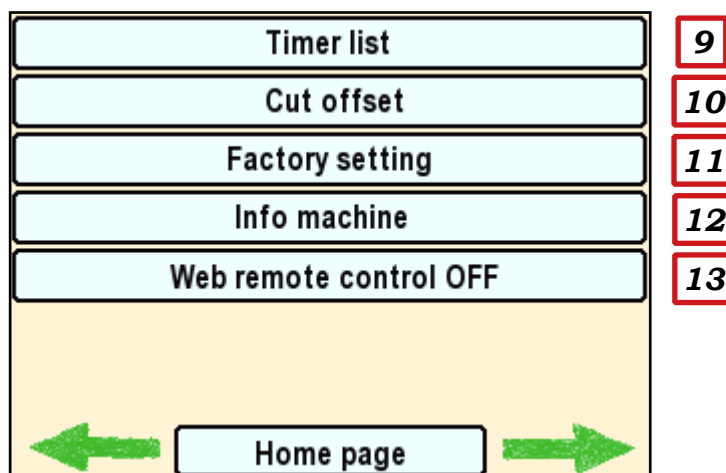 Timer list 9
Cut offset 10
Factory setting 11
Info machine 12
Web remote control OFF 13
Home page